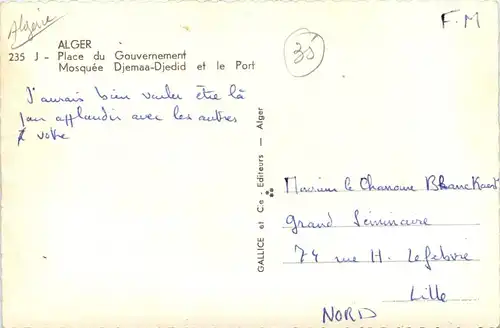 Algérie
F.M
35
ALGER
235 J - Place du Gouvernement
Mosquée Djemaa-Djedid et le Port
J'aurais bien voulu être là
pour applaudir avec les autres
votre
GALLICE et Cie - Editeurs — Alger
Monsieur le Chanoine Blanckaert
Grand Séminaire
74 rue H. Lefebvre
Lille
NORD